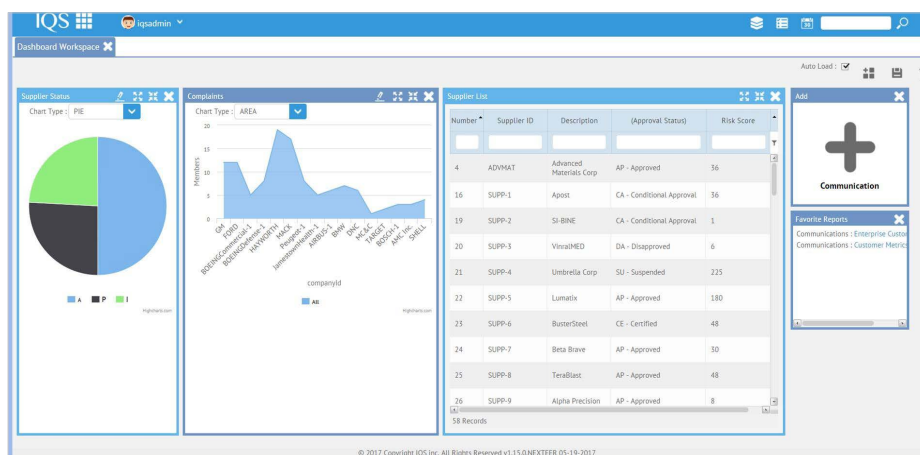 IQS
iqsadmin
Dashboard Workspace
Auto Load :
Supplier Status
Chart Type : PIE
A P I
Highcharts.com
Complaints
Chart Type : AREA
20
15
10
5
0
Members
GM
FORD
BOEINGCommercial-1
BOEINGDefense-1
HAYWORTH
MACK
Peugeot-1
JamestownHealth-1
AIRBUS-1
BMW
DNC
MC&C
TARGET
BOSCH-1
AMC Inc.
SHELL
companyId
AB
Highcharts.com
Supplier List
Number Supplier ID Description (Approval Status) Risk Score
4 ADVMAT Advanced Materials Corp AP - Approved 36
16 SUPP-1 Apost CA - Conditional Approval 36
19 SUPP-2 SI-BINE CA - Conditional Approval 1
20 SUPP-3 VinralMED DA - Disapproved 6
21 SUPP-4 Umbrella Corp SU - Suspended 225
22 SUPP-5 Lumatix AP - Approved 180
23 SUPP-6 BusterSteel CE - Certified 48
24 SUPP-7 Beta Brave AP - Approved 30
25 SUPP-8 TeraBlast AP - Approved 48
26 SUPP-9 Alpha Precision AP - Approved 8
58 Records
Add
Communication
Favorite Reports
Communications : Enterprise Custo
Communications : Customer Metrics
© 2017 Copyright IQS inc. All Rights Reserved v1.15.0.NEXTEER 05-19-2017